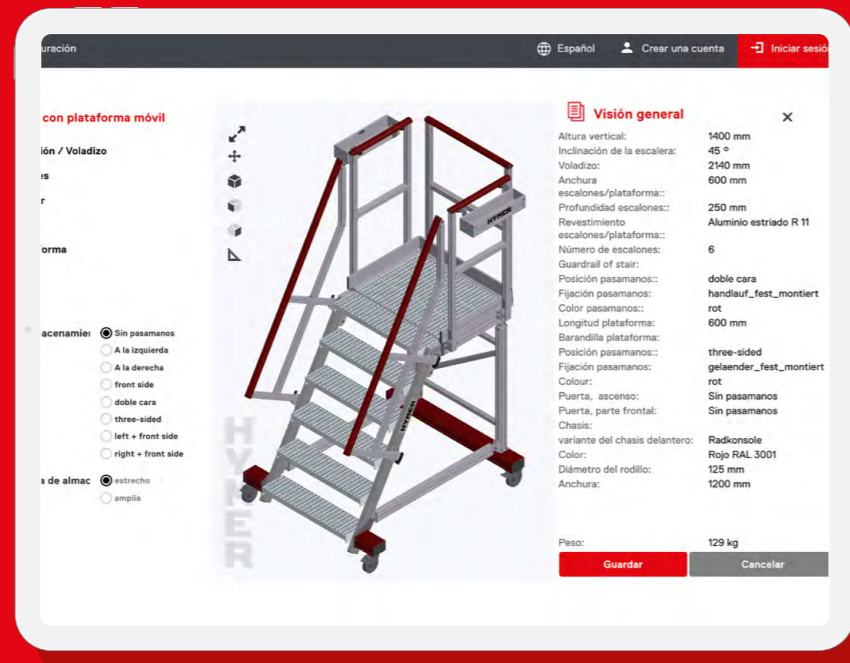 uración
Español
Crear una cuenta
Iniciar sesió
con plataforma móvil
ión / Voladizo
es
r
orma
acenamie
Sin pasamanos
A la izquierda
A la derecha
front side
doble cara
three-sided
left + front side
right + front side
a de almac
estrecho
amplia
HYMER
HYMER
HYMER
Visión general
Altura vertical: 1400 mm
Inclinación de la escalera: 45 º
Voladizo: 2140 mm
Anchura 600 mm
escalones/plataforma::
Profundidad escalones:: 250 mm
Revestimiento Aluminio estriado R 11
escalones/plataforma::
Número de escalones: 6
Guardrail of stair:
Posición pasamanos:: doble cara
Fijación pasamanos: handlauf_fest_montiert
Color pasamanos:: rot
Longitud plataforma: 600 mm
Barandilla plataforma:
Posición pasamanos:: three-sided
Fijación pasamanos: gelaender_fest_montiert
Colour: rot
Puerta, ascenso: Sin pasamanos
Puerta, parte frontal: Sin pasamanos
Chasis:
variante del chasis delantero: Radkonsole
Color: Rojo RAL 3001
Diámetro del rodillo: 125 mm
Anchura: 1200 mm
Peso: 129 kg
Guardar
Cancelar